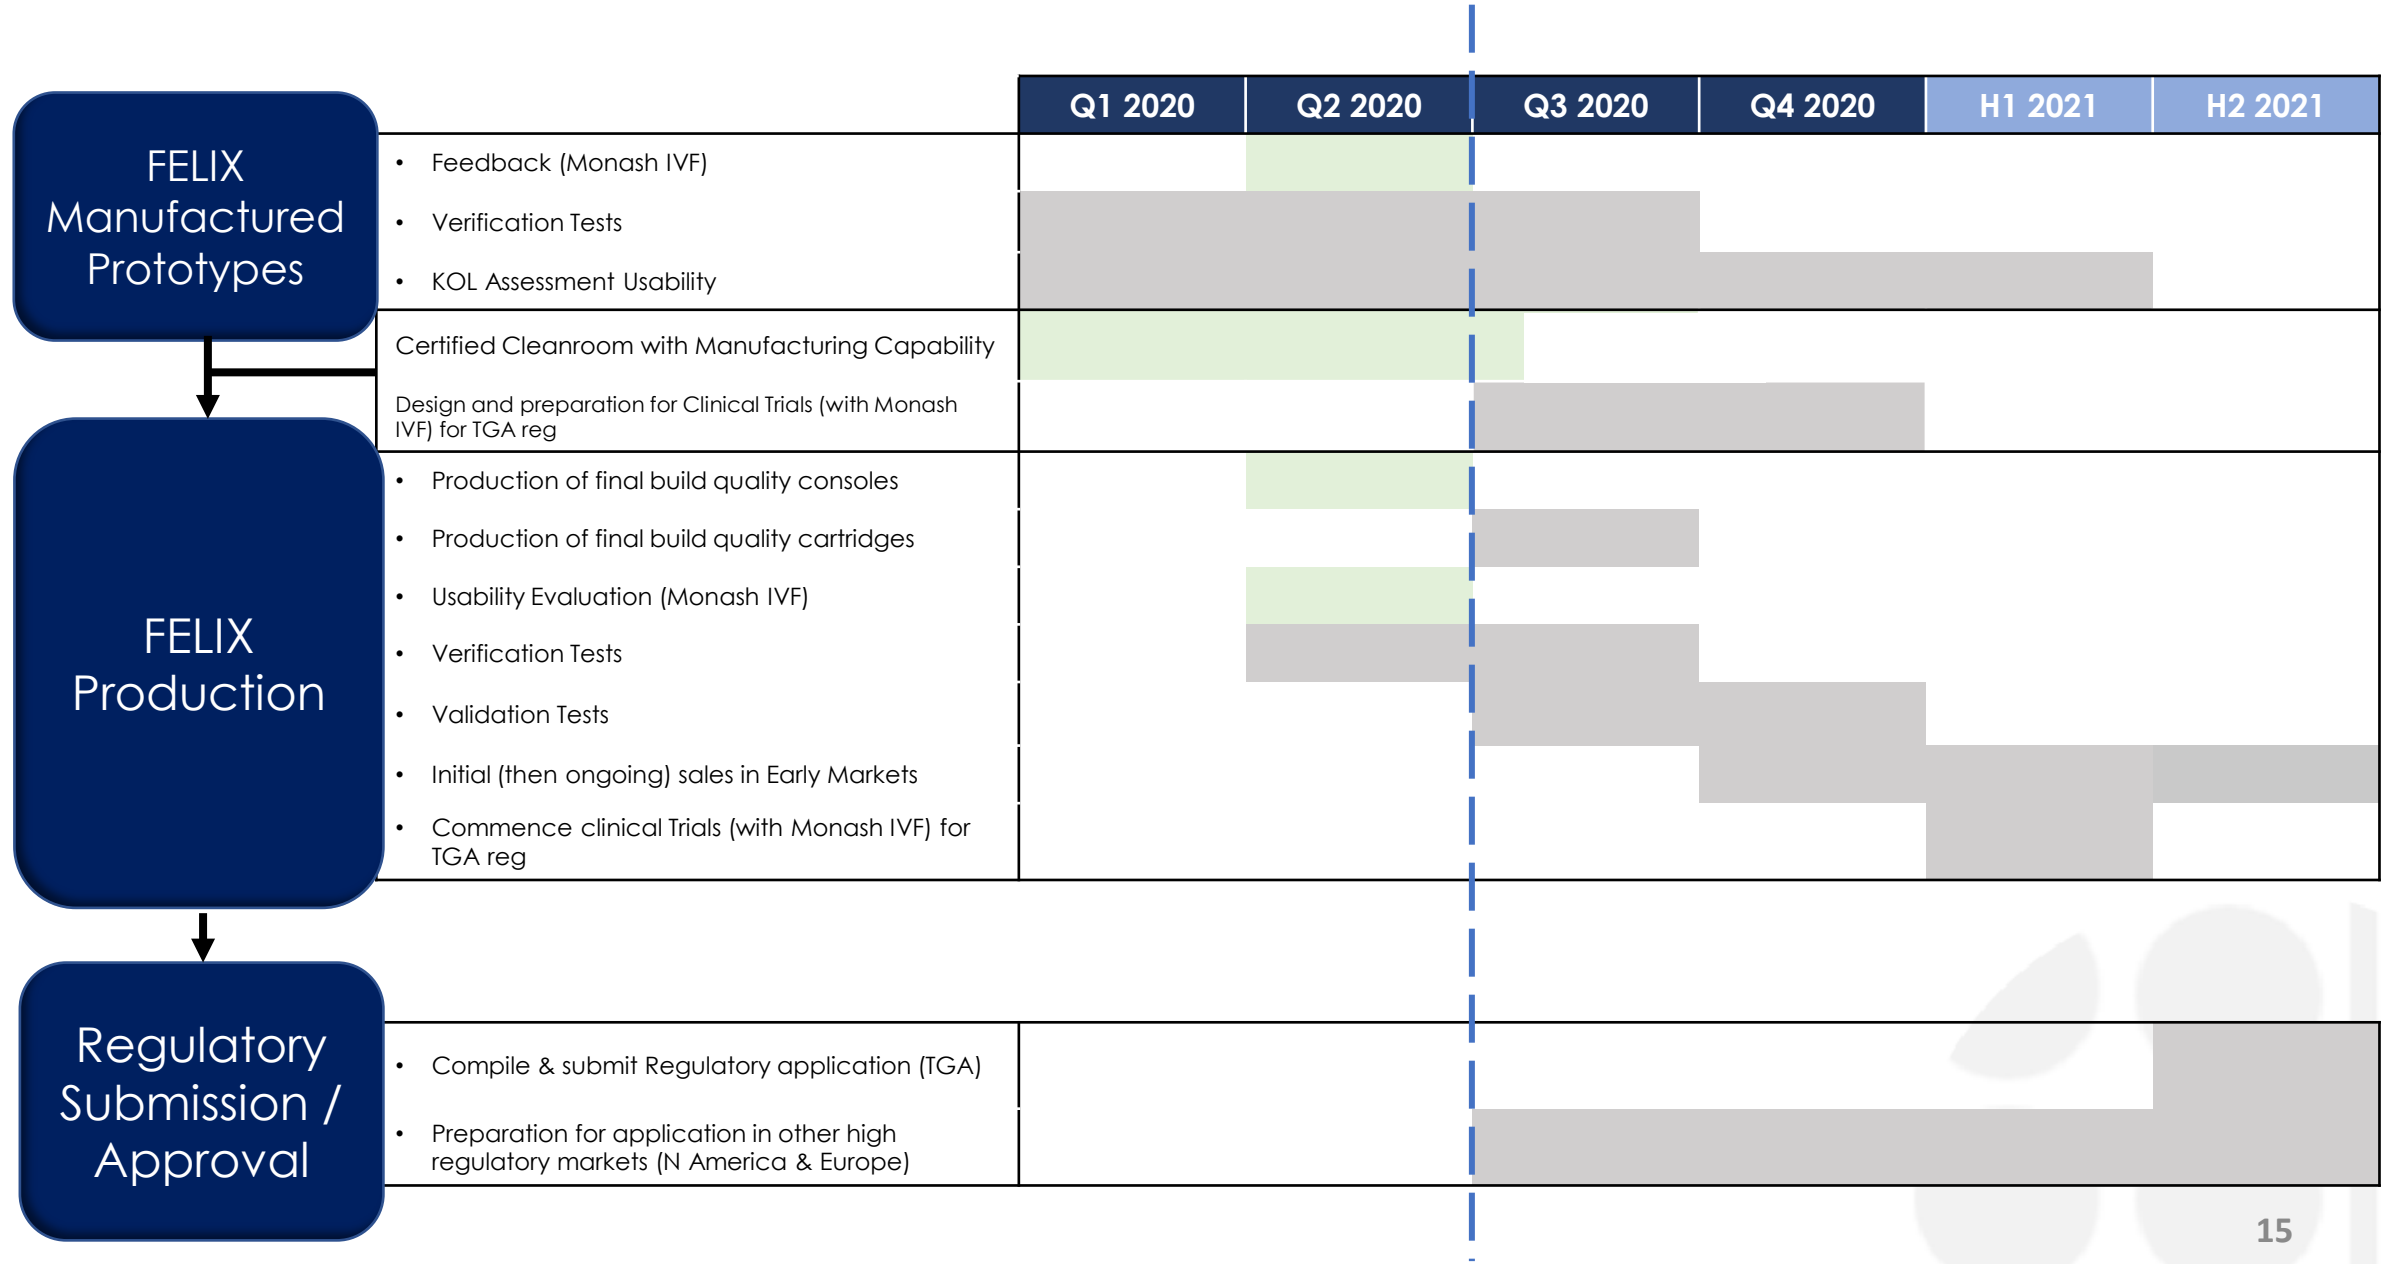 Q1 2020 Q2 2020 Q3 2020 Q4 2020 H1 2021 H2 2021
FELIX
Manufactured
Prototypes
• Feedback (Monash IVF)
• Verification Tests
• KOL Assessment Usability
Certified Cleanroom with Manufacturing Capability
Design and preparation for Clinical Trials (with Monash
IVF) for TGA reg
FELIX
Production
• Production of final build quality consoles
• Production of final build quality cartridges
• Usability Evaluation (Monash IVF)
• Verification Tests
• Validation Tests
• Initial (then ongoing) sales in Early Markets
• Commence clinical Trials (with Monash IVF) for
TGA reg
Regulatory
Submission /
Approval
• Compile & submit Regulatory application (TGA)
• Preparation for application in other high
regulatory markets (N America & Europe)
15